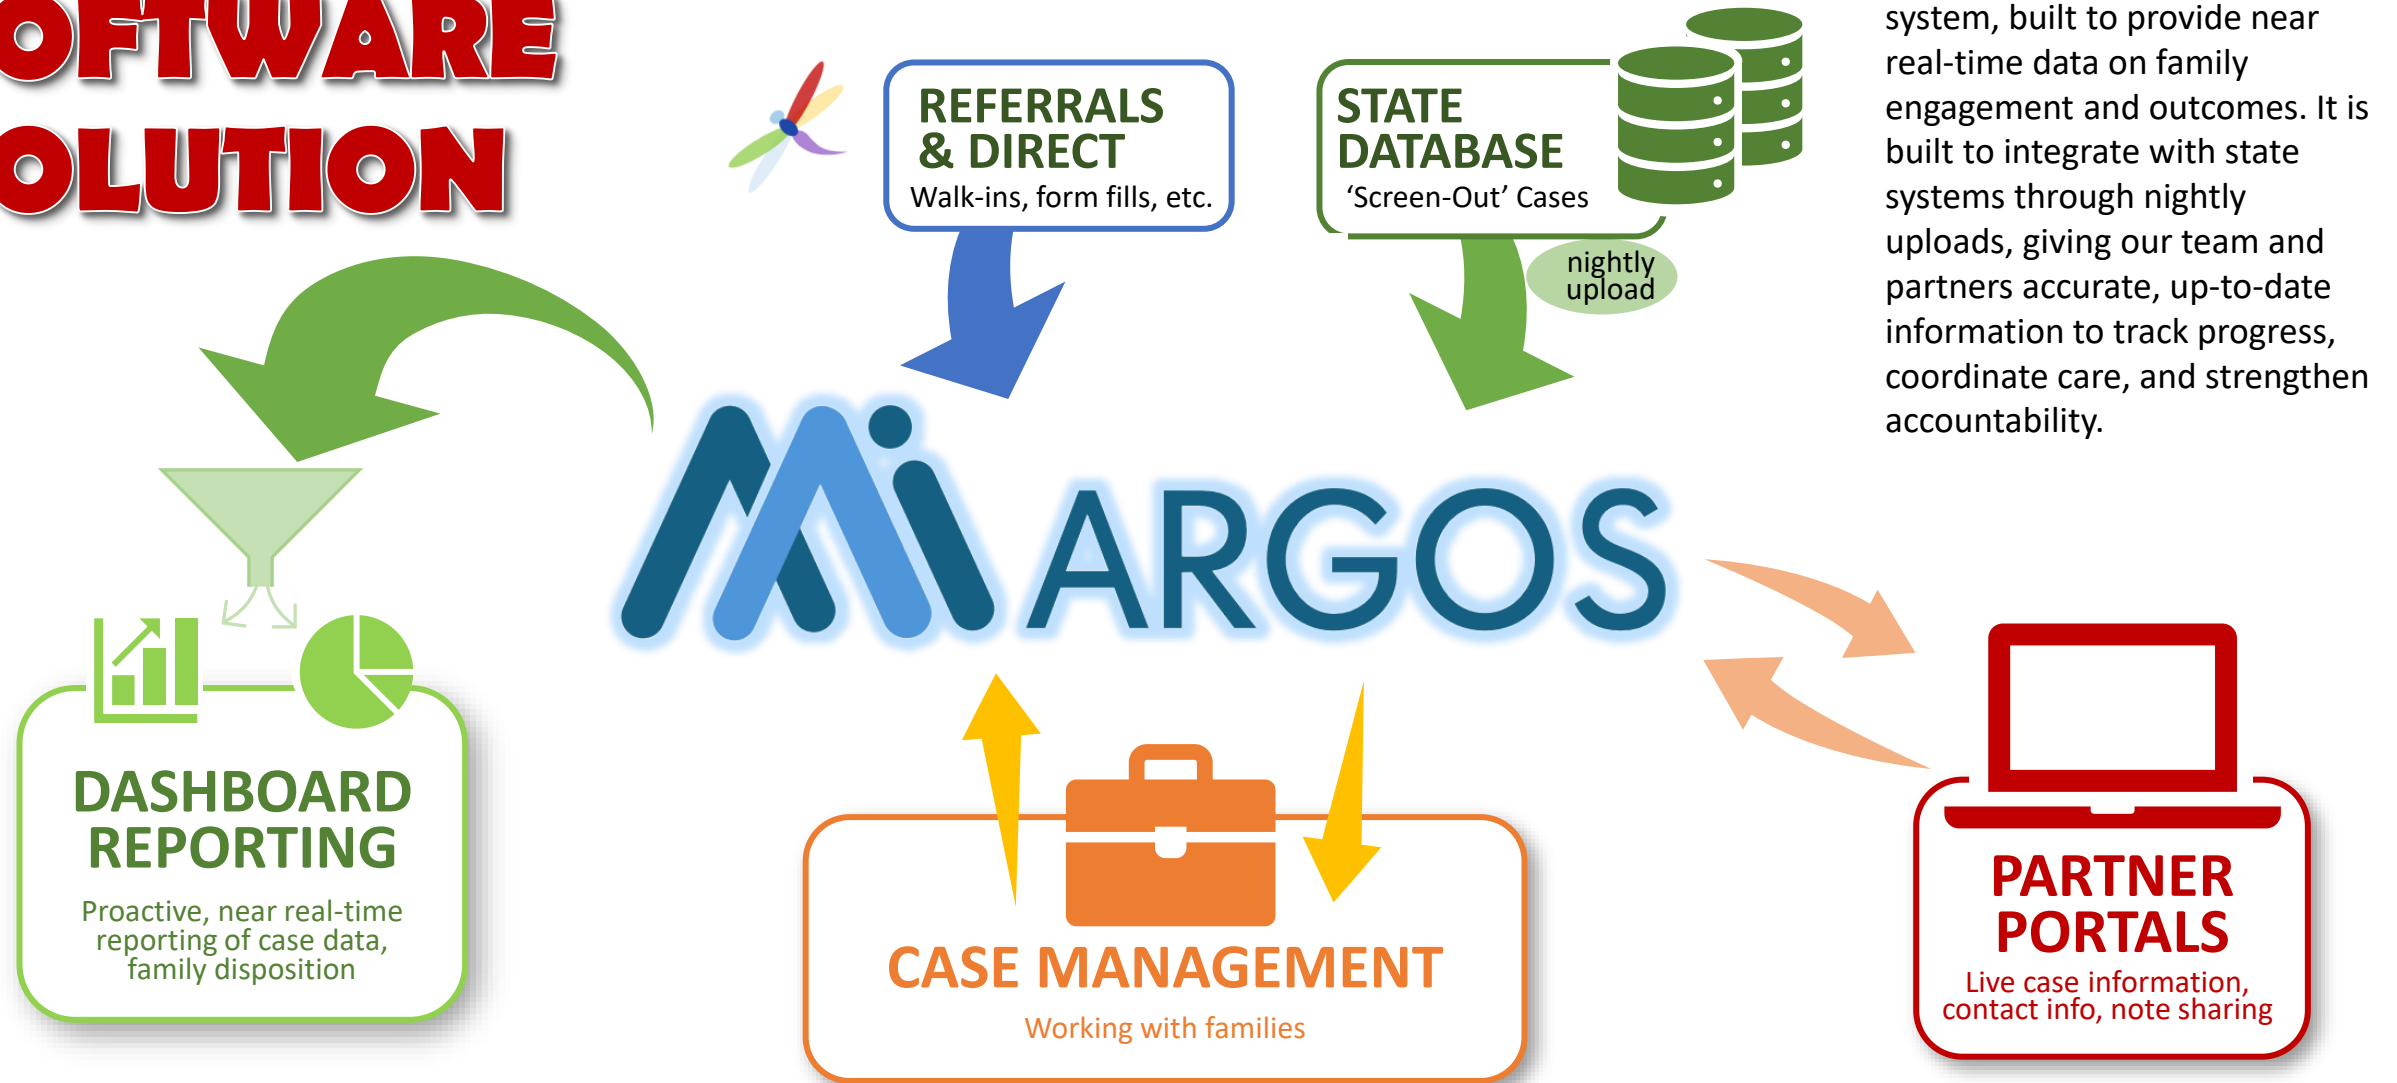 OFTWARE
OLUTION
REFERRALS
& DIRECT
Walk-ins, form fills, etc.
STATE
DATABASE
‘Screen-Out’ Cases
nightly
upload
system, built to provide near
real-time data on family
engagement and outcomes. It is
built to integrate with state
systems through nightly
uploads, giving our team and
partners accurate, up-to-date
information to track progress,
coordinate care, and strengthen
accountability.
Mi ARGOS
DASHBOARD
REPORTING
Proactive, near real-time
reporting of case data,
family disposition
CASE MANAGEMENT
Working with families
PARTNER
PORTALS
Live case information,
contact info, note sharing